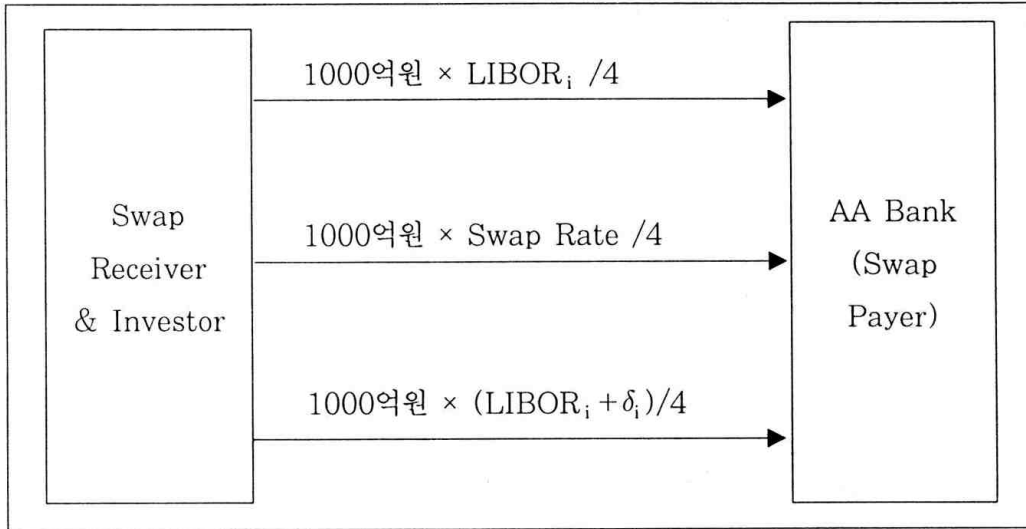 1000억원 × LIBORᵢ /4
Swap
Receiver
& Investor
1000억원 × Swap Rate /4
AA Bank
(Swap
Payer)
1000억원 × (LIBORᵢ+δᵢ)/4